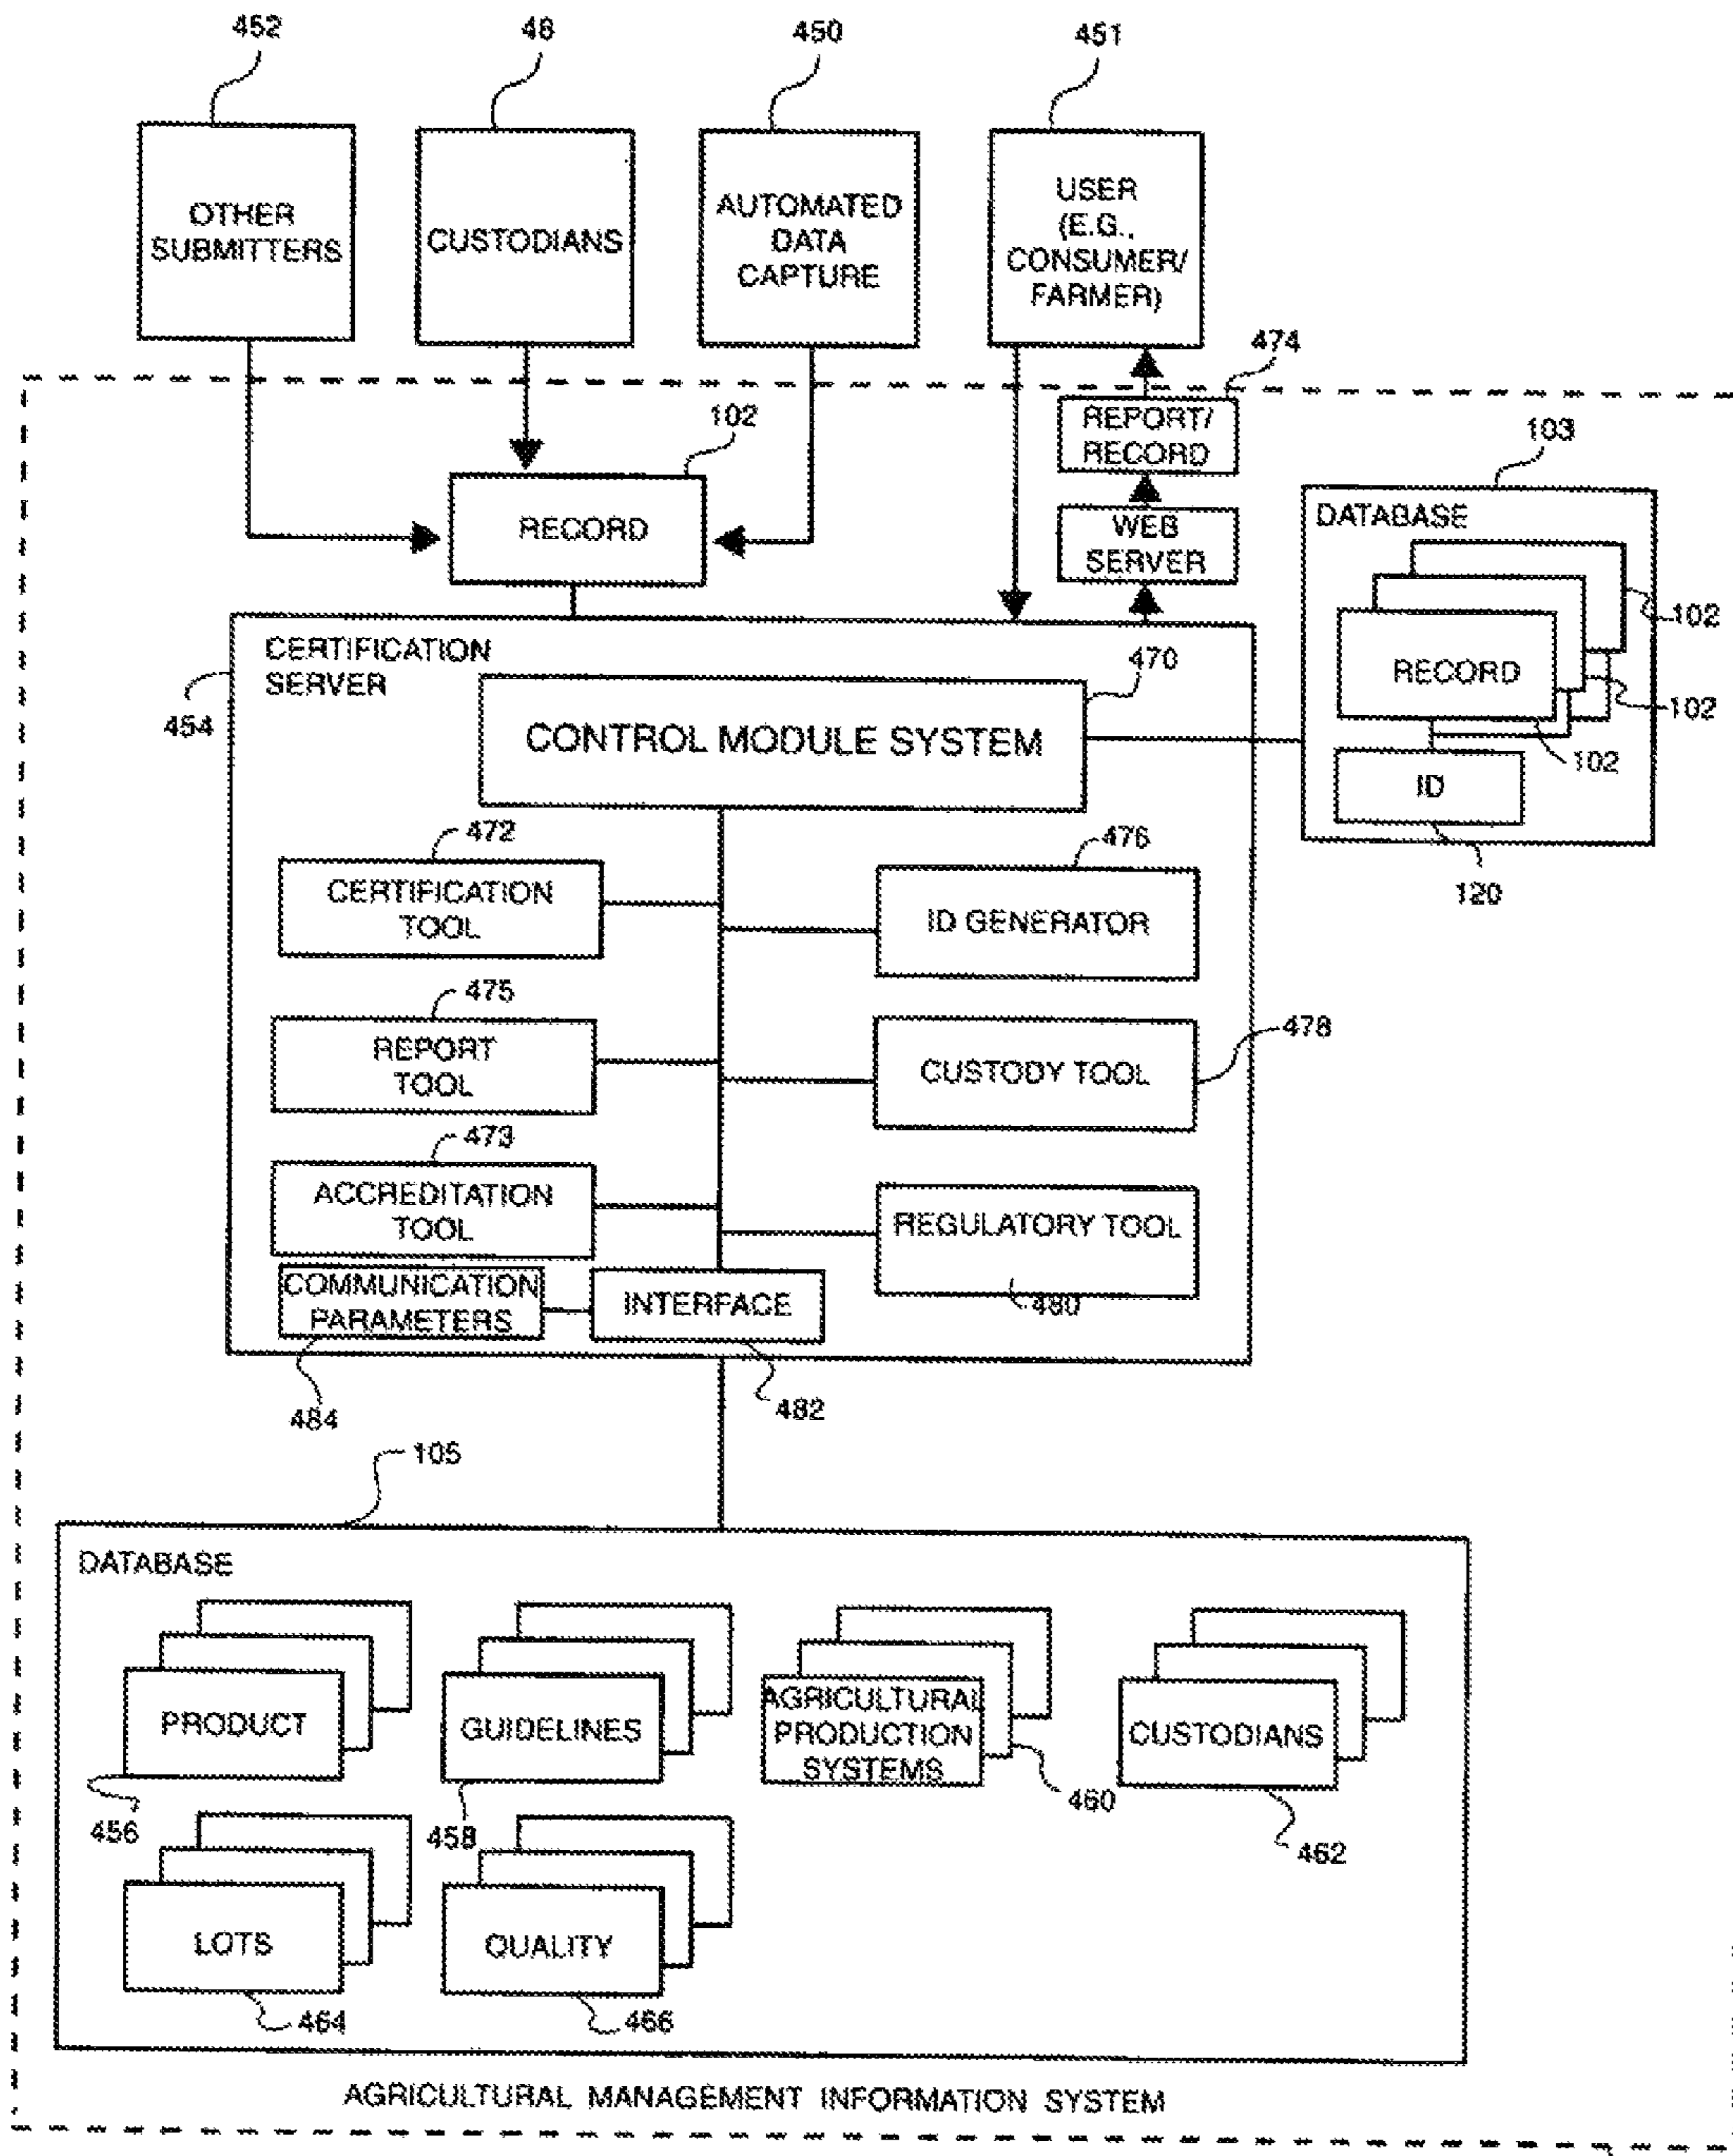 452
48
450
451
OTHER
SUBMITTERS
CUSTODIANS
AUTOMATED
DATA
CAPTURE
USER
(E.G.,
CONSUMER/
FARMER)
474
102
REPORT/
RECORD
103
RECORD
WEB
SERVER
DATABASE
102
RECORD
102
102
ID
120
CERTIFICATION
SERVER
454
470
CONTROL MODULE SYSTEM
472
CERTIFICATION
TOOL
476
ID GENERATOR
475
REPORT
TOOL
478
CUSTODY TOOL
473
ACCREDITATION
TOOL
REGULATORY TOOL
480
COMMUNICATION
PARAMETERS
INTERFACE
484
482
105
DATABASE
PRODUCT
GUIDELINES
AGRICULTURAL
PRODUCTION
SYSTEMS
CUSTODIANS
456
458
460
462
LOTS
QUALITY
464
466
AGRICULTURAL MANAGEMENT INFORMATION SYSTEM